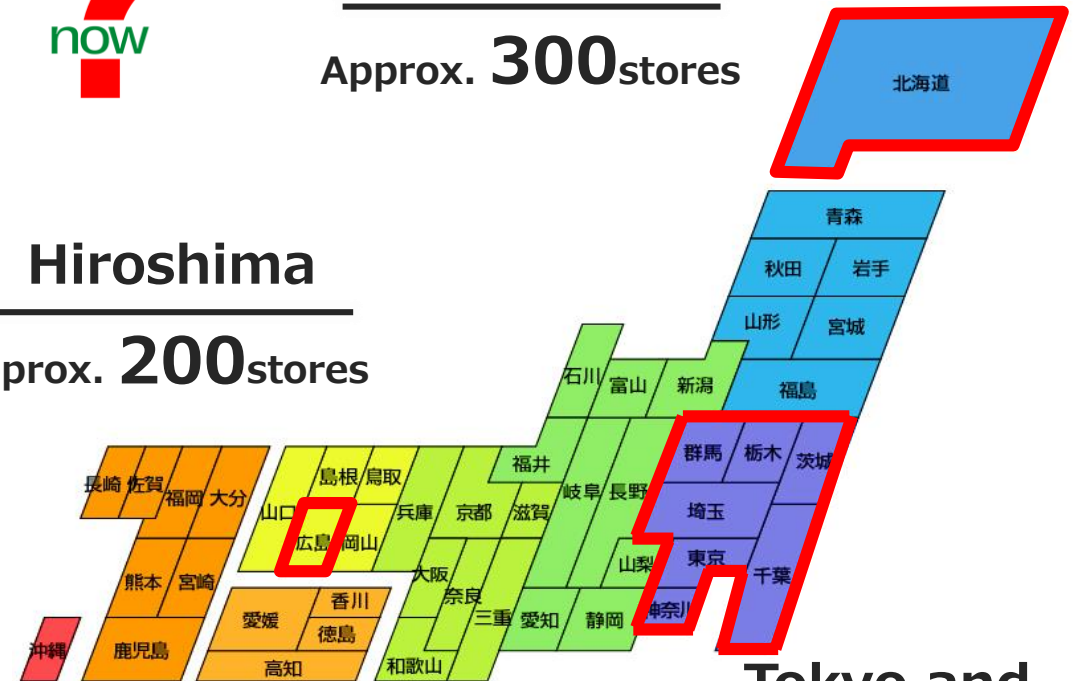 now
Approx. 300stores
北海道
青森
秋田
岩手
山形
宮城
福島
Hiroshima
prox. 200stores
石川
富山
新潟
群馬
栃木
茨城
福井
岐阜
長野
埼玉
山梨
東京
千葉
神奈川
長崎
佐賀
福岡
大分
熊本
宮崎
鹿児島
沖縄
島根
鳥取
山口
広島
岡山
兵庫
京都
滋賀
大阪
奈良
三重
愛知
静岡
和歌山
愛媛
香川
徳島
高知
Tokyo and